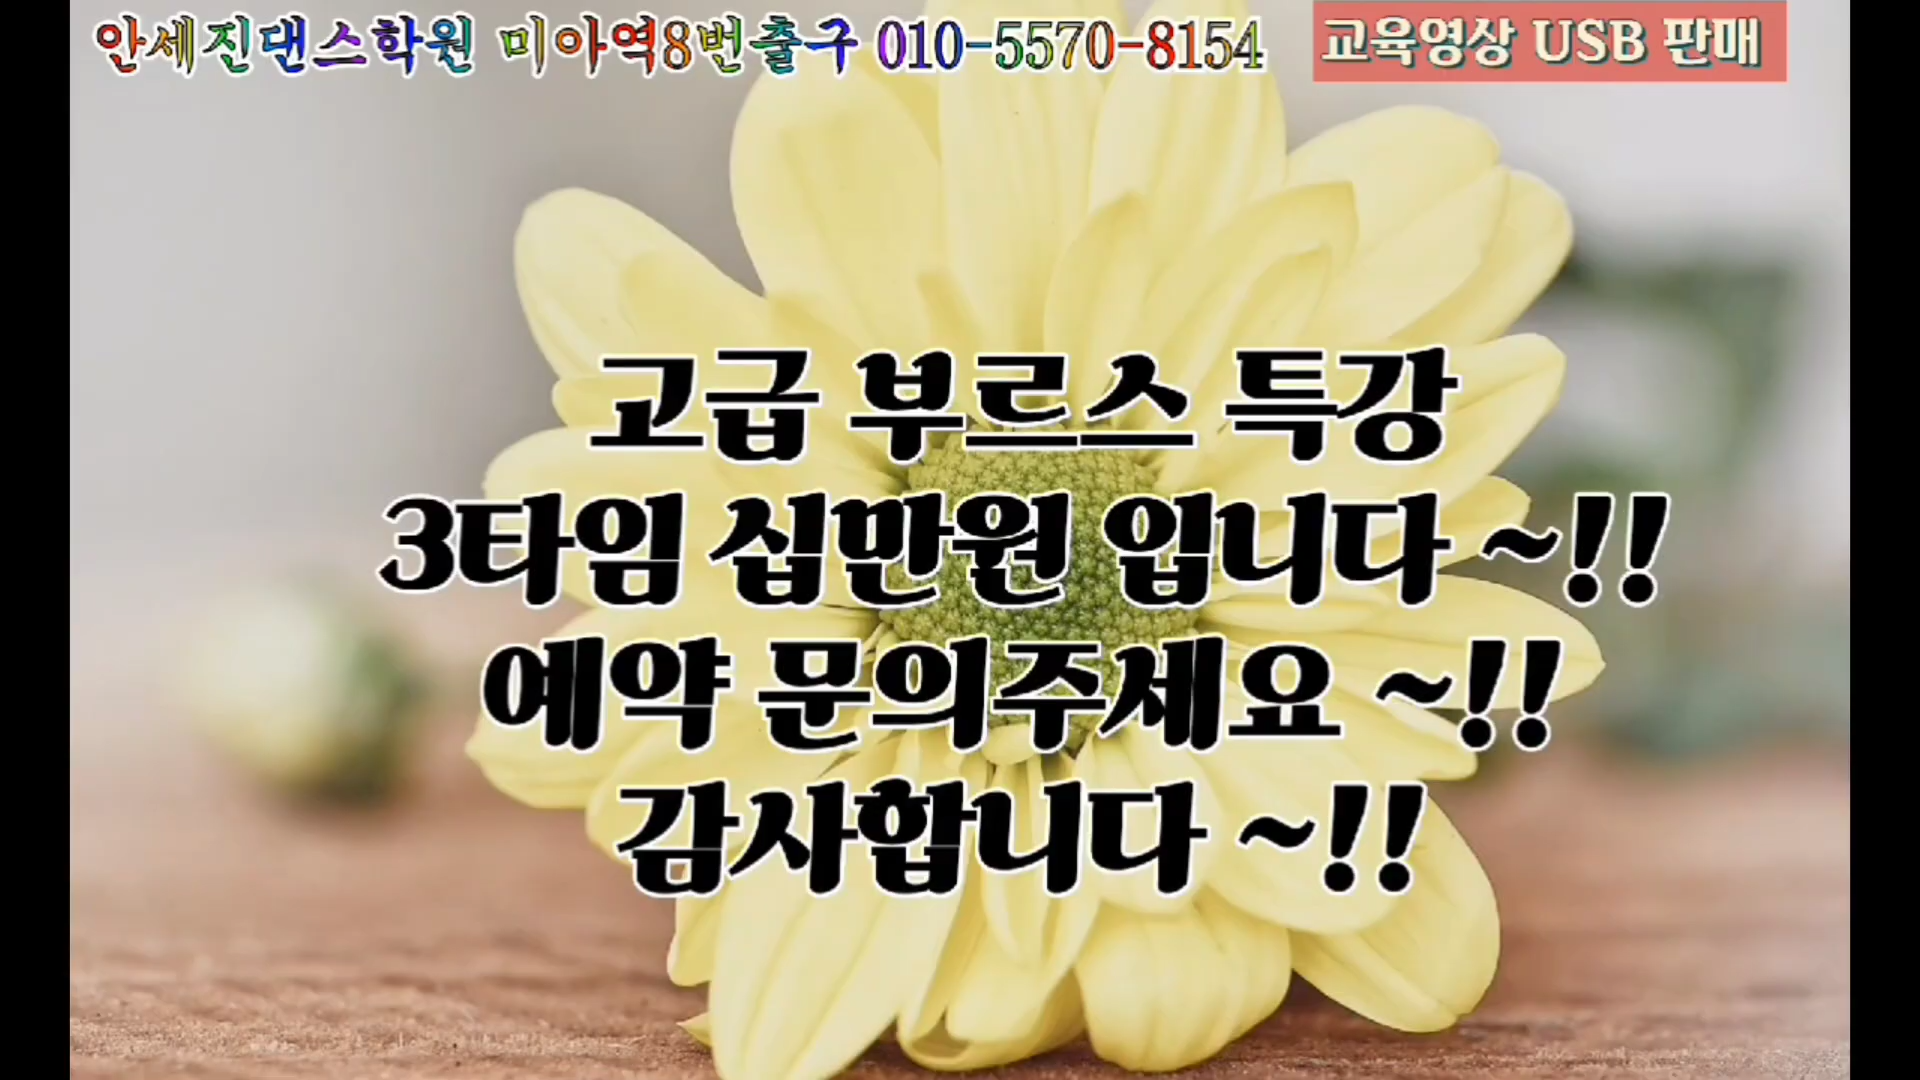 안세진댄스학원 미아역8번출구 010-5570-8154
교육영상 USB 판매
고급 부르스 특강
3타임 십만원 입니다 ~!!
예약 문의주세요 ~!!
감사합니다 ~!!